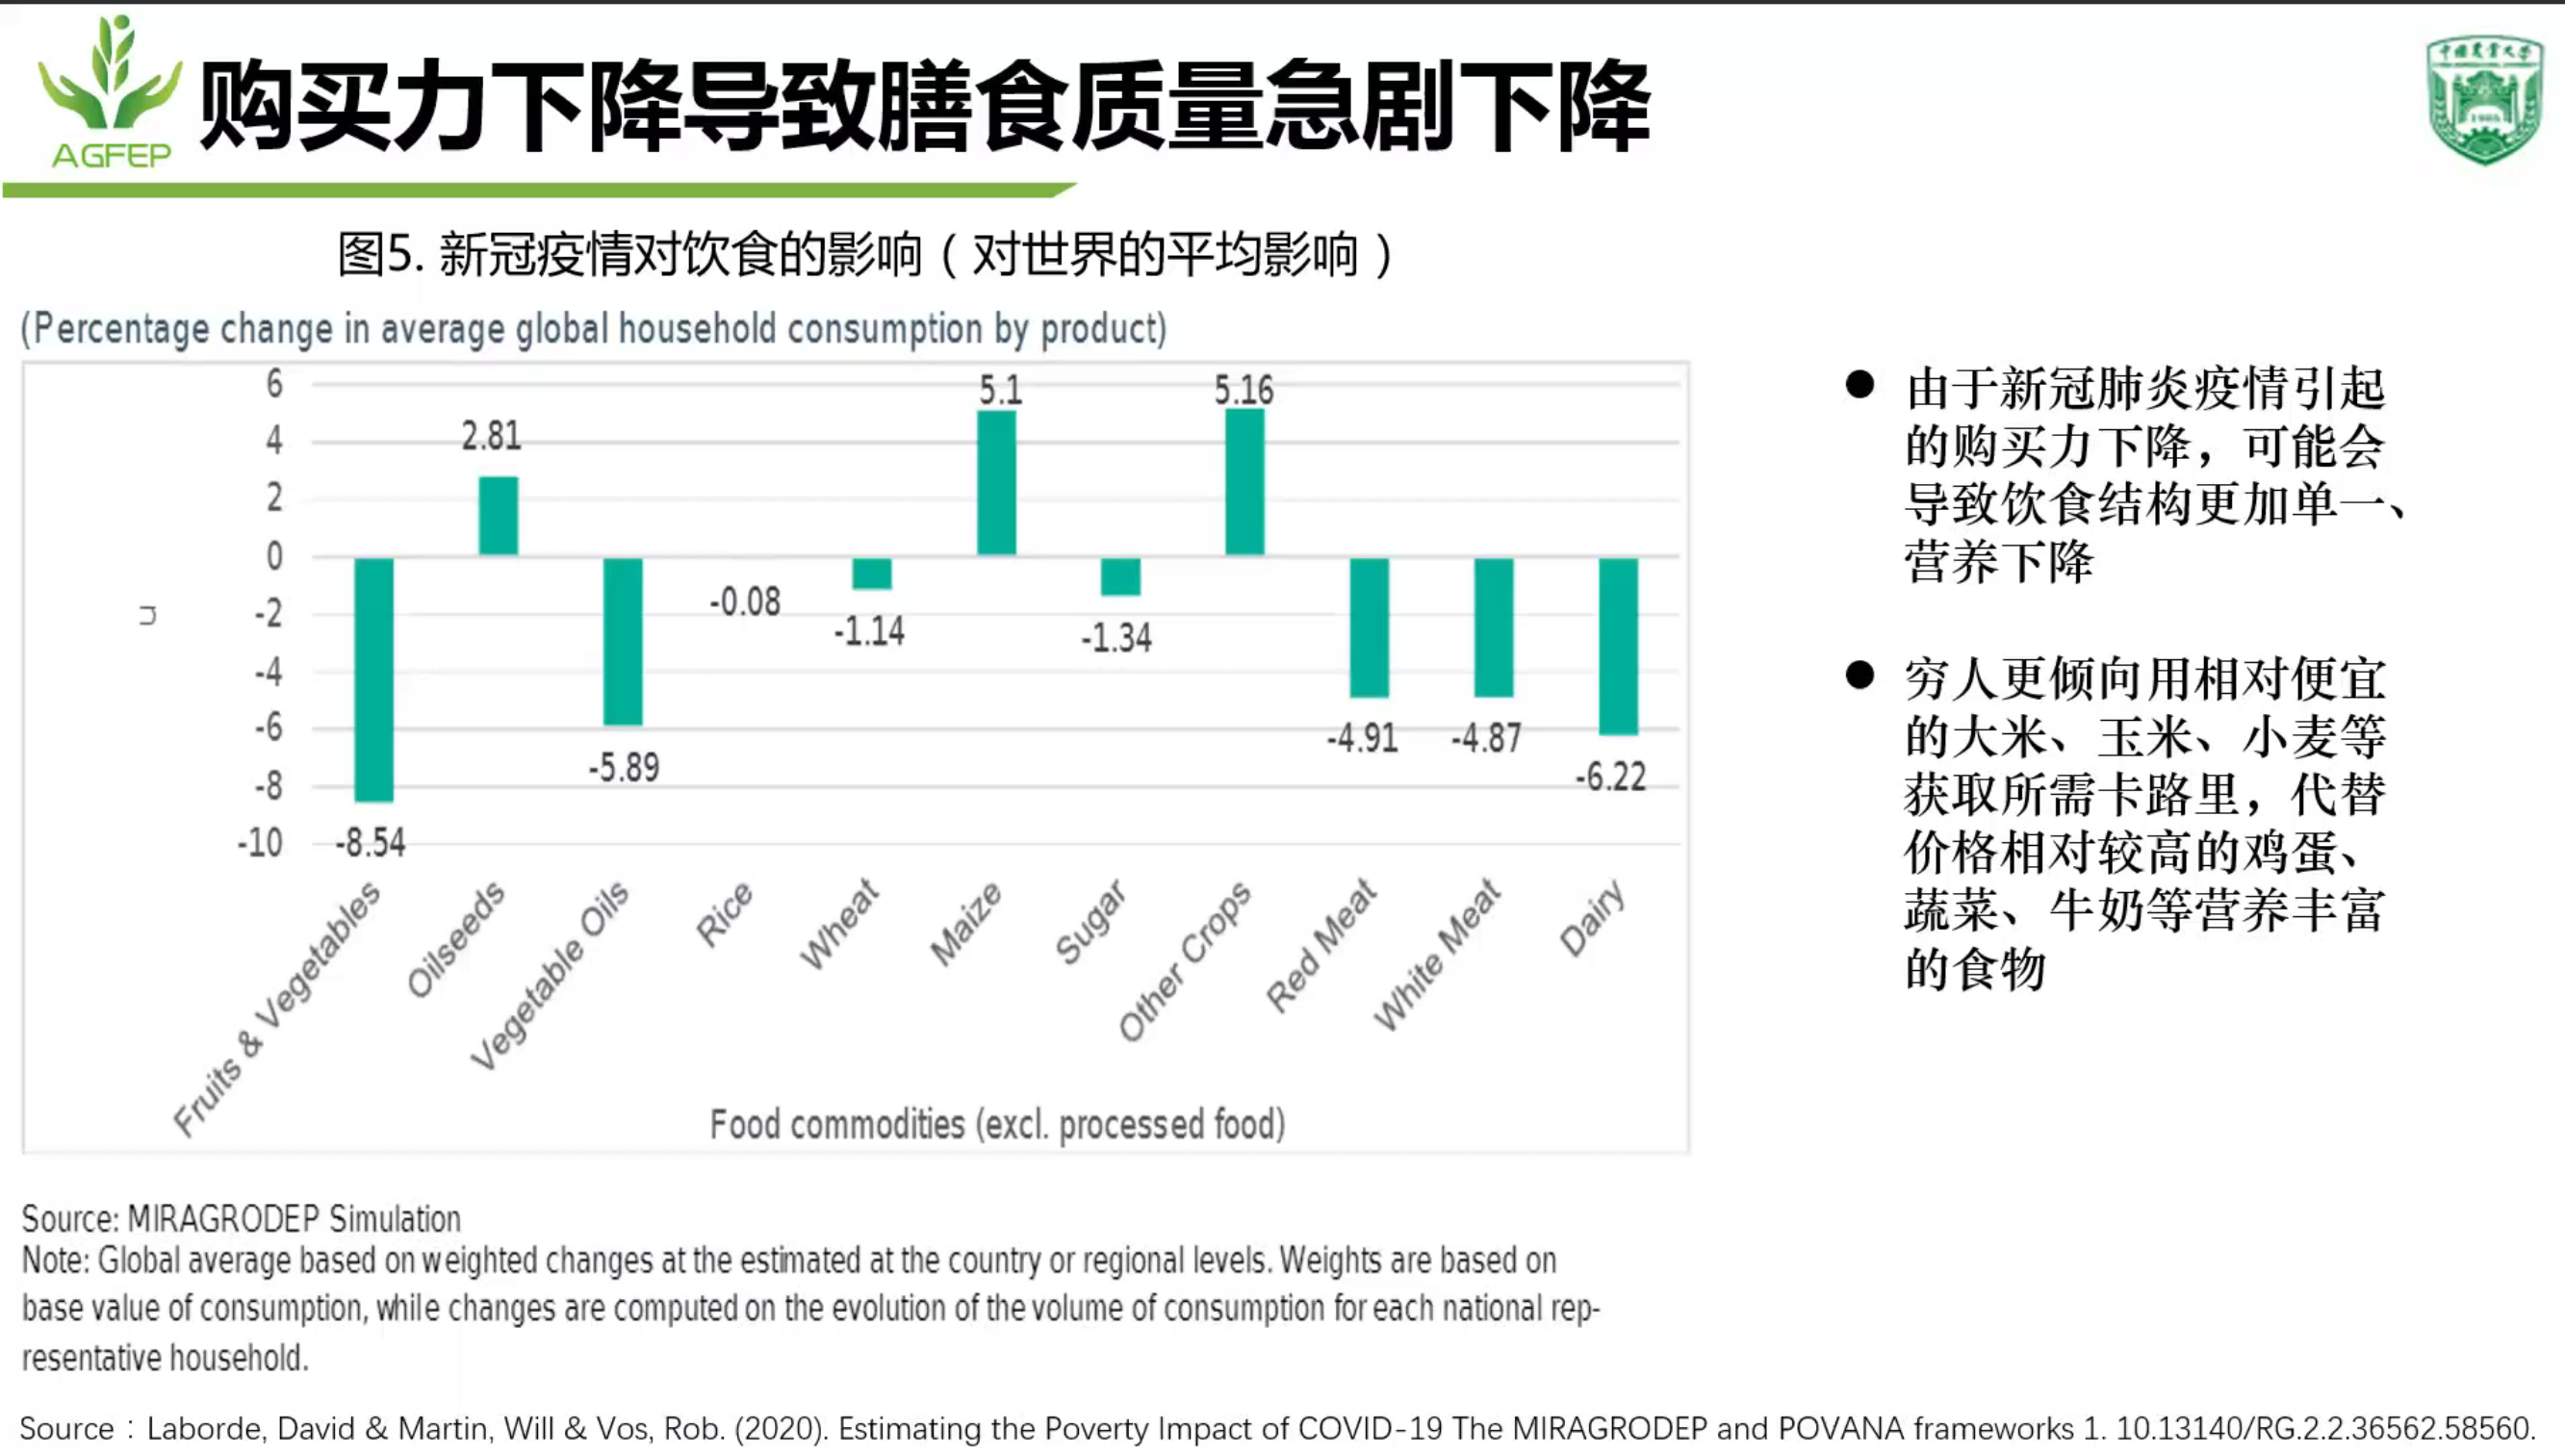 AGFEP
购买力下降导致膳食质量急剧下降
中国农业大学
1905
图5. 新冠疫情对饮食的影响（对世界的平均影响）
(Percentage change in average global household consumption by product)
6
4
2
0
-2
-4
-6
-8
-10
-8.54
2.81
-5.89
-0.08
-1.14
5.1
-1.34
5.16
-4.91
-4.87
-6.22
Fruits & Vegetables
Oilseeds
Vegetable Oils
Rice
Wheat
Maize
Sugar
Other Crops
Red Meat
White Meat
Dairy
Food commodities (excl. processed food)
● 由于新冠肺炎疫情引起
的购买力下降，可能会
导致饮食结构更加单一、
营养下降
● 穷人更倾向用相对便宜
的大米、玉米、小麦等
获取所需卡路里，代替
价格相对较高的鸡蛋、
蔬菜、牛奶等营养丰富
的食物
Source: MIRAGRODEP Simulation
Note: Global average based on weighted changes at the estimated at the country or regional levels. Weights are based on
base value of consumption, while changes are computed on the evolution of the volume of consumption for each national rep-
resentative household.
Source：Laborde, David & Martin, Will & Vos, Rob. (2020). Estimating the Poverty Impact of COVID-19 The MIRAGRODEP and POVANA frameworks 1. 10.13140/RG.2.2.36562.58560.